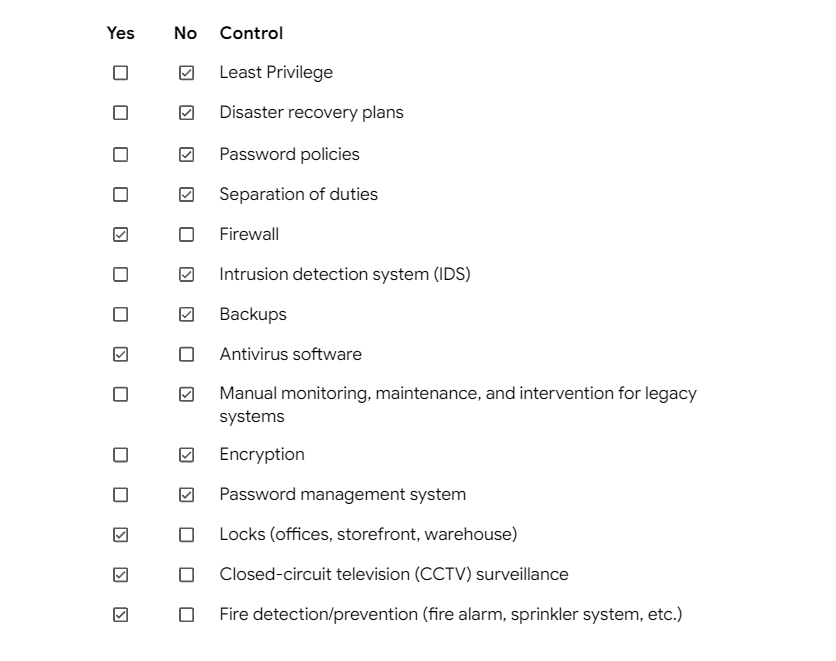 Yes No Control
Least Privilege
Disaster recovery plans
Password policies
Separation of duties
Firewall
Intrusion detection system (IDS)
Backups
Antivirus software
Manual monitoring, maintenance, and intervention for legacy
systems
Encryption
Password management system
Locks (offices, storefront, warehouse)
Closed-circuit television (CCTV) surveillance
Fire detection/prevention (fire alarm, sprinkler system, etc.)